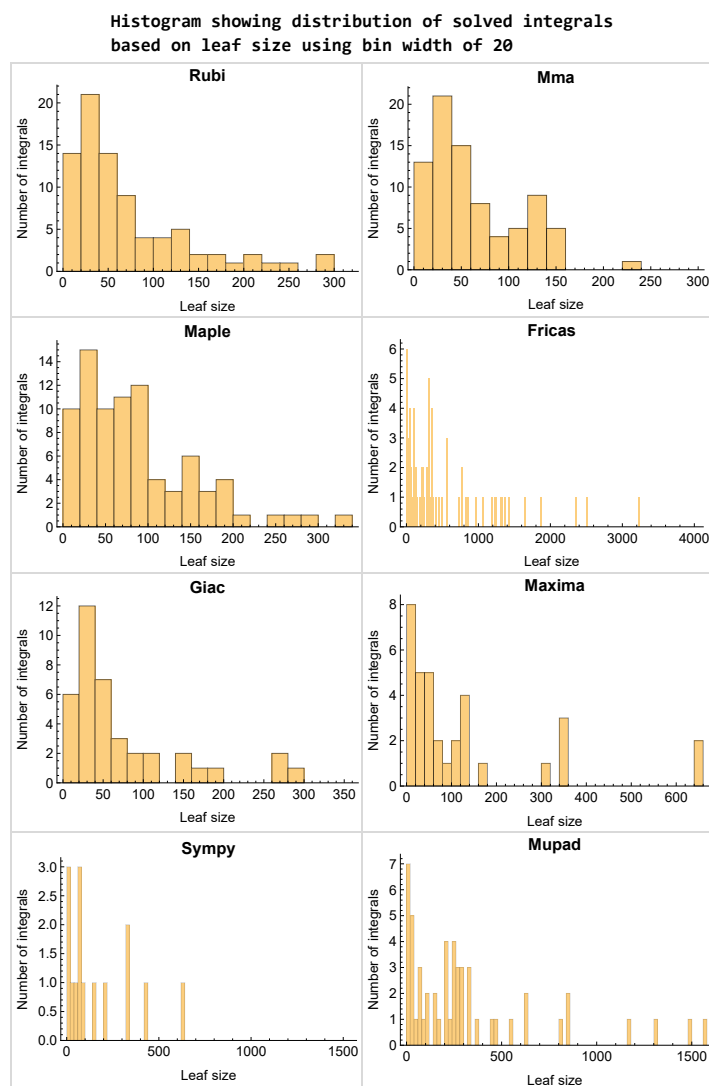 Histogram showing distribution of solved integrals
based on leaf size using bin width of 20
Rubi
Number of integrals
20
15
10
5
0
0 50 100 150 200 250 300
Leaf size
Mma
Number of integrals
20
15
10
5
0
0 50 100 150 200 250 300
Leaf size
Maple
Number of integrals
14
12
10
8
6
4
2
0
0 50 100 150 200 250 300
Leaf size
Fricas
Number of integrals
6
5
4
3
2
1
0
0 1000 2000 3000 4000
Leaf size
Giac
Number of integrals
12
10
8
6
4
2
0
0 50 100 150 200 250 300 350
Leaf size
Maxima
Number of integrals
8
6
4
2
0
0 100 200 300 400 500 600
Leaf size
Sympy
Number of integrals
3.0
2.5
2.0
1.5
1.0
0.5
0.0
0 500 1000 1500
Leaf size
Mupad
Number of integrals
7
6
5
4
3
2
1
0
0 500 1000 1500
Leaf size